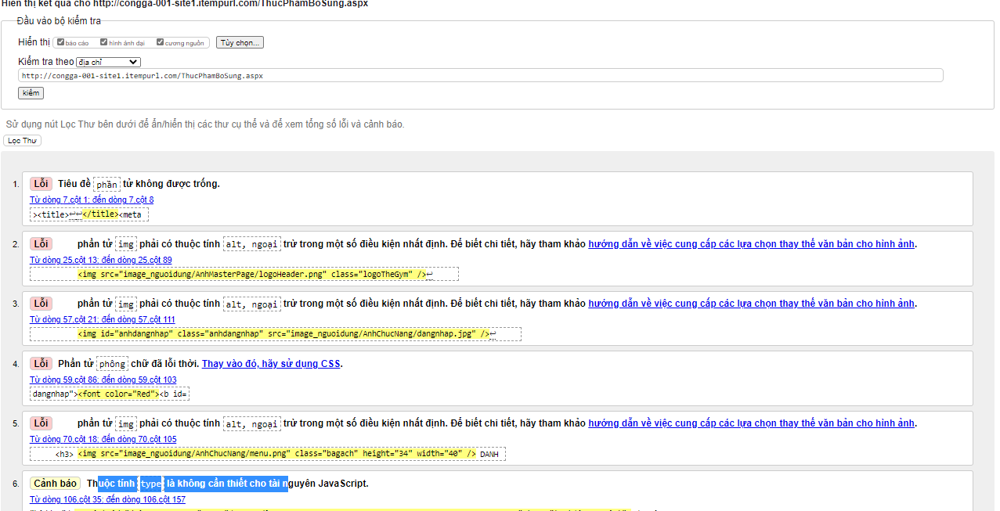 Hiển thị kết quả cho http://congga-001-site1.itempurl.com/ThucPhamBoSung.aspx
Đầu vào bộ kiểm tra
Hiển thị báo cáo hình ảnh đại cương nguồn Tùy chọn...
Kiểm tra theo địa chỉ
http://congga-001-site1.itempurl.com/ThucPhamBoSung.aspx
kiểm
Sử dụng nút Lọc Thư bên dưới để ẩn/hiển thị các thư cụ thể và để xem tổng số lỗi và cảnh báo.
Lọc Thư
1. Lỗi Tiêu đề phần tử không được trống.
Từ dòng 7,cột 1; đến dòng 7,cột 8
><title>↩↩</title><meta
2. Lỗi phần tử img phải có thuộc tính alt, ngoại trừ trong một số điều kiện nhất định. Để biết chi tiết, hãy tham khảo hướng dẫn về việc cung cấp các lựa chọn thay thế văn bản cho hình ảnh.
Từ dòng 25,cột 13; đến dòng 25,cột 89
<img src="image_nguoidung/AnhMasterPage/logoHeader.png" class="logoTheGym" />↩
3. Lỗi phần tử img phải có thuộc tính alt, ngoại trừ trong một số điều kiện nhất định. Để biết chi tiết, hãy tham khảo hướng dẫn về việc cung cấp các lựa chọn thay thế văn bản cho hình ảnh.
Từ dòng 57,cột 21; đến dòng 57,cột 111
<img id="anhdangnhap" class="anhdangnhap" src="image_nguoidung/AnhChucNang/dangnhap.jpg" />↩
4. Lỗi Phần tử phông chữ đã lỗi thời. Thay vào đó, hãy sử dụng CSS.
Từ dòng 59,cột 86; đến dòng 59,cột 103
dangnhap"><font color="Red"><b id=
5. Lỗi phần tử img phải có thuộc tính alt, ngoại trừ trong một số điều kiện nhất định. Để biết chi tiết, hãy tham khảo hướng dẫn về việc cung cấp các lựa chọn thay thế văn bản cho hình ảnh.
Từ dòng 70,cột 18; đến dòng 70,cột 105
<h3> <img src="image_nguoidung/AnhChucNang/menu.png" class="bagach" height="34" width="40" /> DANH
6. Cảnh báo Thuộc tính type là không cần thiết cho tài nguyên JavaScript.
Từ dòng 106,cột 35; đến dòng 106,cột 157